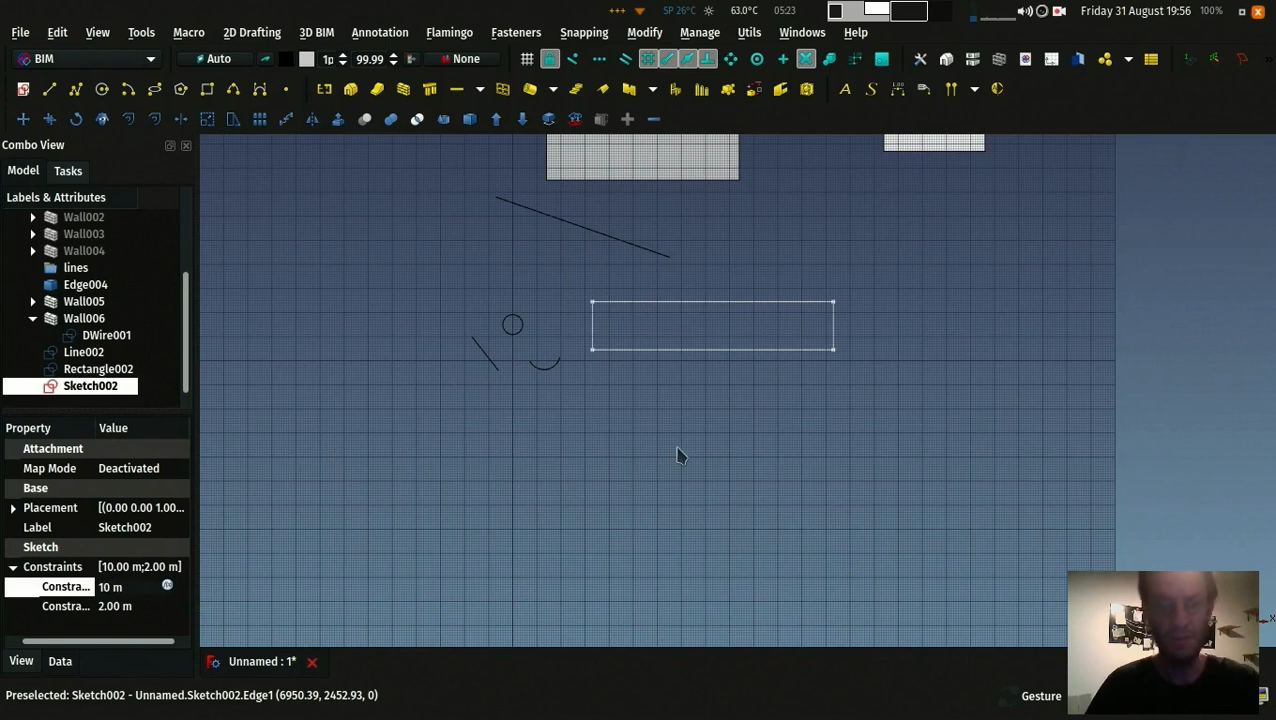 SP 26°C 63.0°C 05:23 Friday 31 August 19:56 100%
File Edit View Tools Macro 2D Drafting 3D BIM Annotation Flamingo Fasteners Snapping Modify Manage Utils Windows Help
BIM Auto 1p 99.99 None
Combo View
Model Tasks
Labels & Attributes
Wall002
Wall003
Wall004
lines
Edge004
Wall005
Wall006
DWire001
Line002
Rectangle002
Sketch002
Property Value
Attachment
Map Mode Deactivated
Base
Placement [(0.00 0.00 1.00...
Label Sketch002
Sketch
Constraints [10.00 m;2.00 m]
Constra... 10 m
Constra... 2.00 m
View Data
Unnamed : 1*
Preselected: Sketch002 - Unnamed.Sketch002.Edge1 (6950.39, 2452.93, 0)
Gesture
X